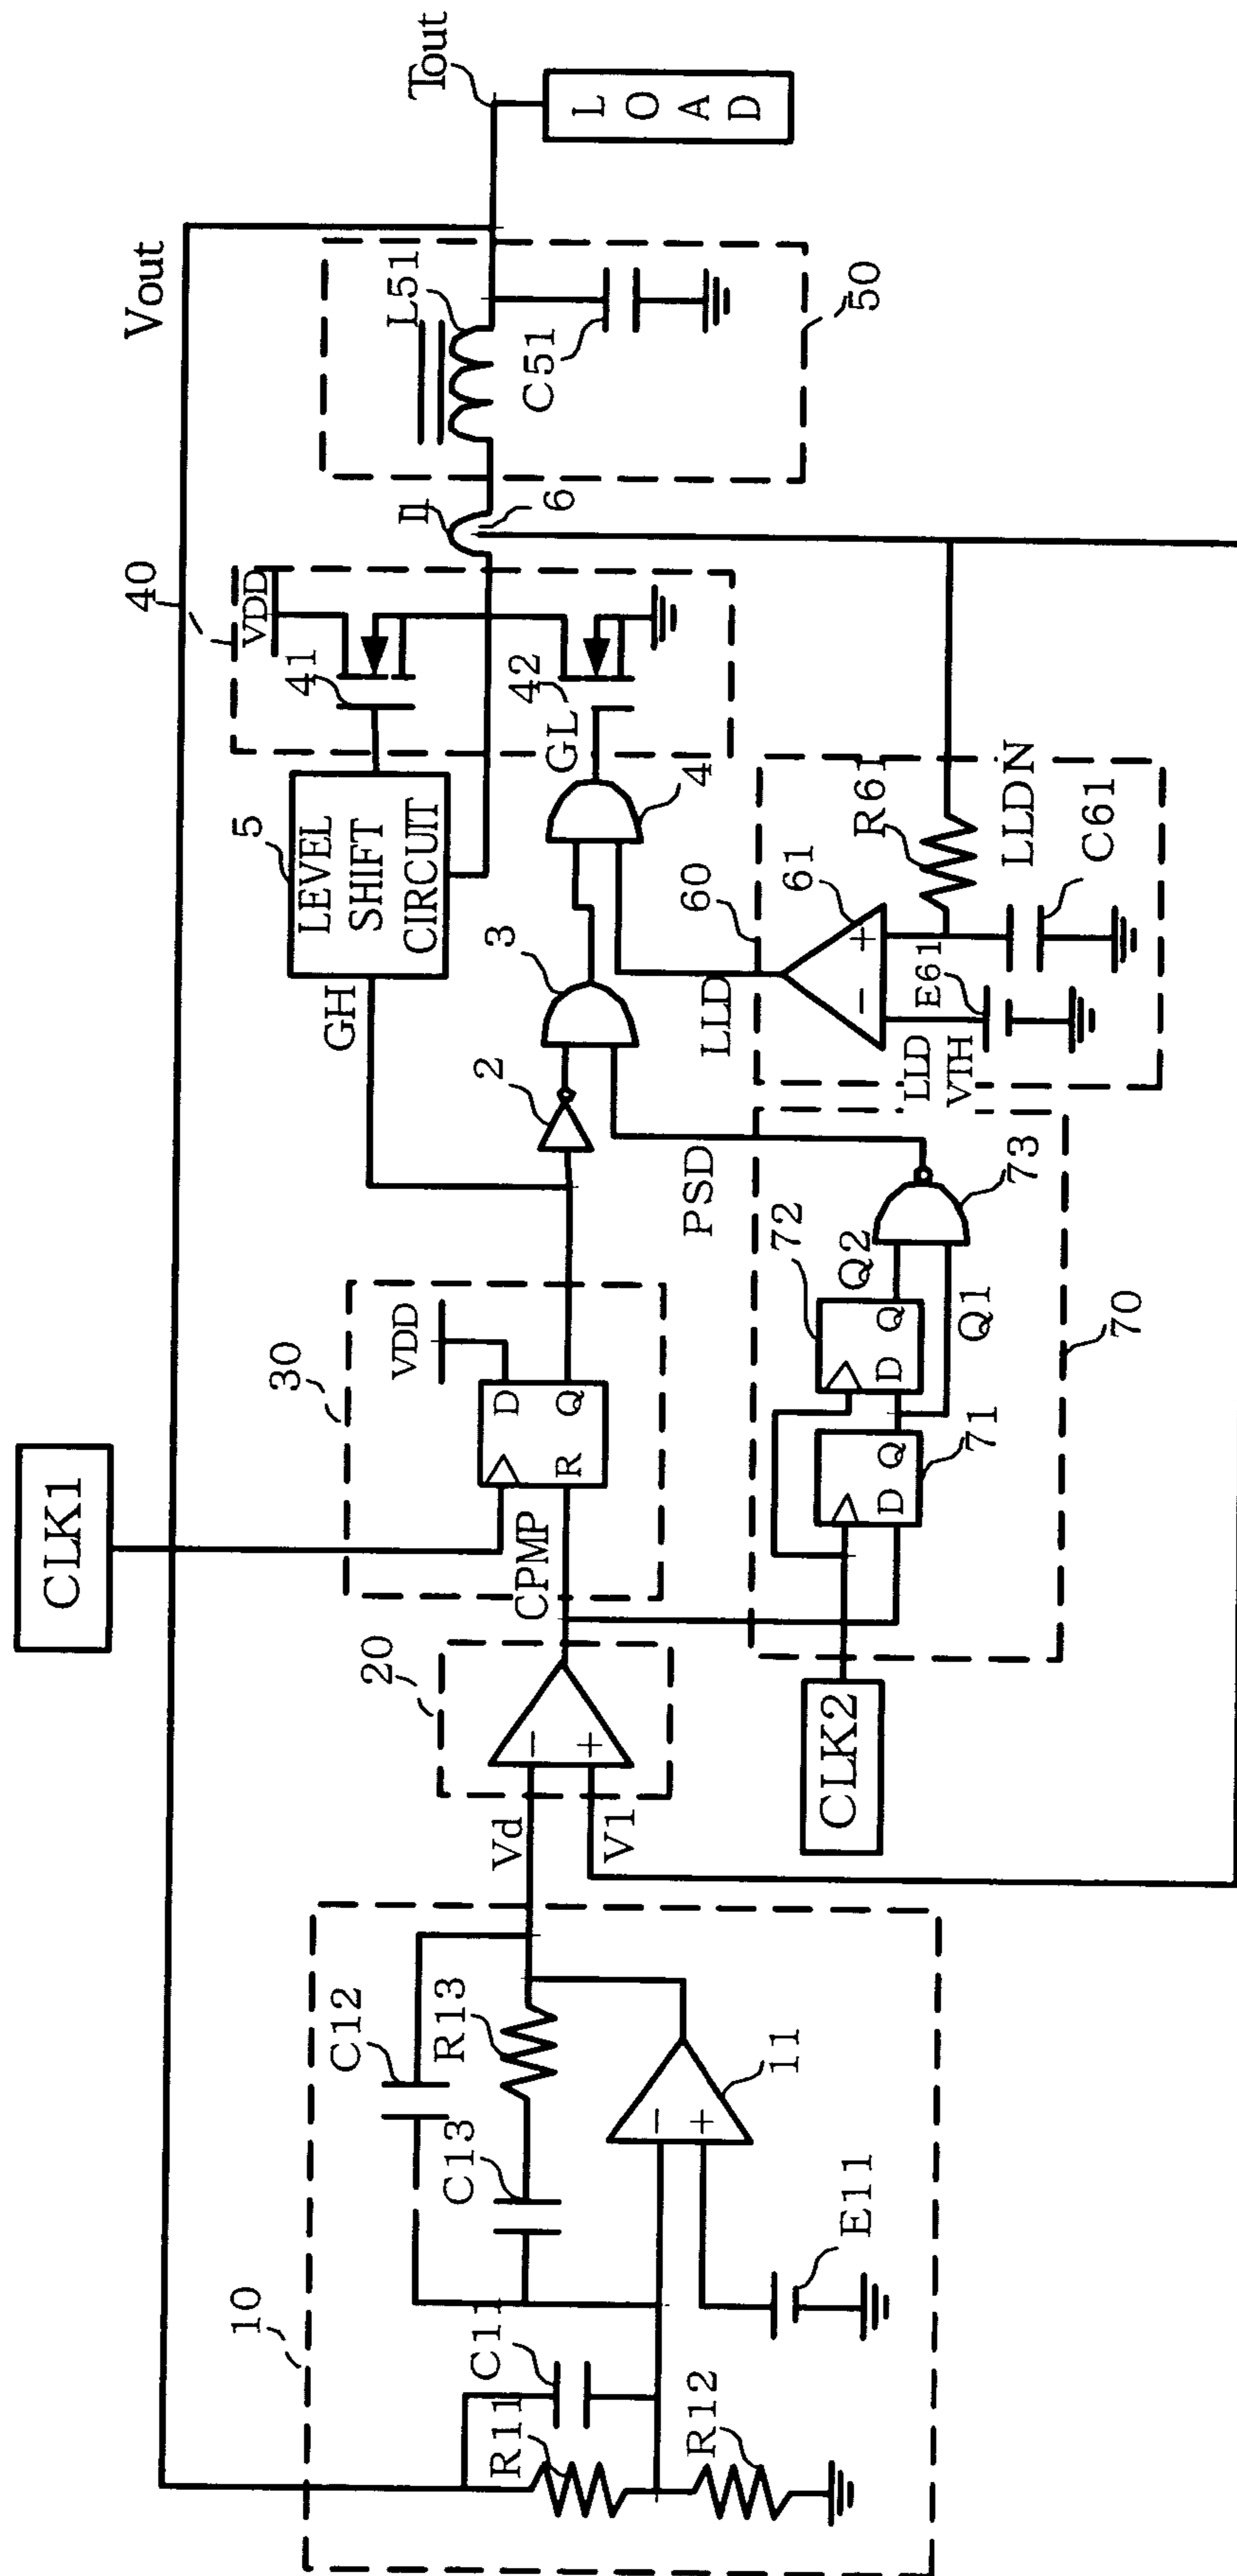 CLK1
Vout
Tout
L
O
A
D
40
VDD
41
42
GL
5
LEVEL
SHIFT
CIRCUIT
GH
6
L51
C51
50
30
VDD
D
Q
R
CPMP
2
3
4
PSD
LLD
60
61
+
−
R61
LLDN
C61
E61
LLD
VTH
20
−
+
Vd
V1
CLK2
71
D
Q
72
D
Q
Q2
Q1
73
70
10
C12
R13
C13
C11
R11
R12
−
+
11
E11